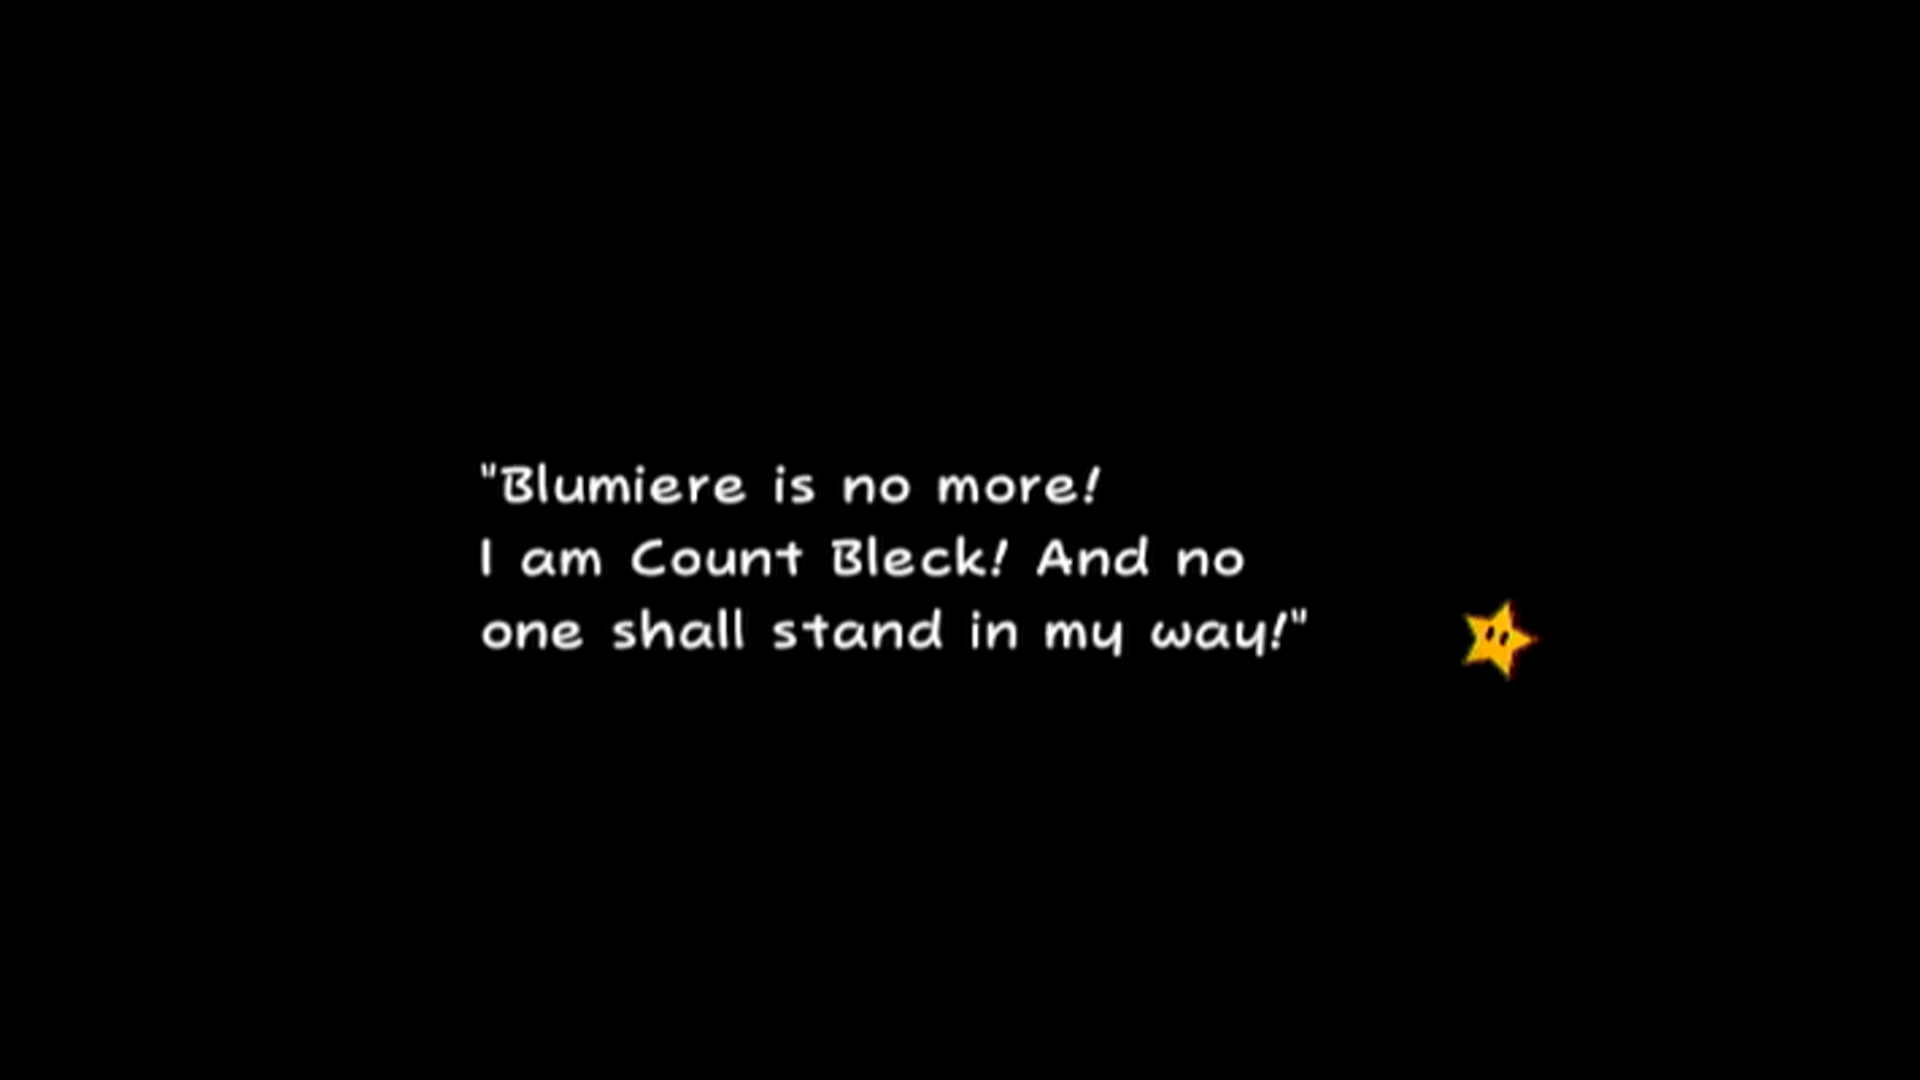 "Blumiere is no more!
I am Count Bleck! And no
one shall stand in my way!"